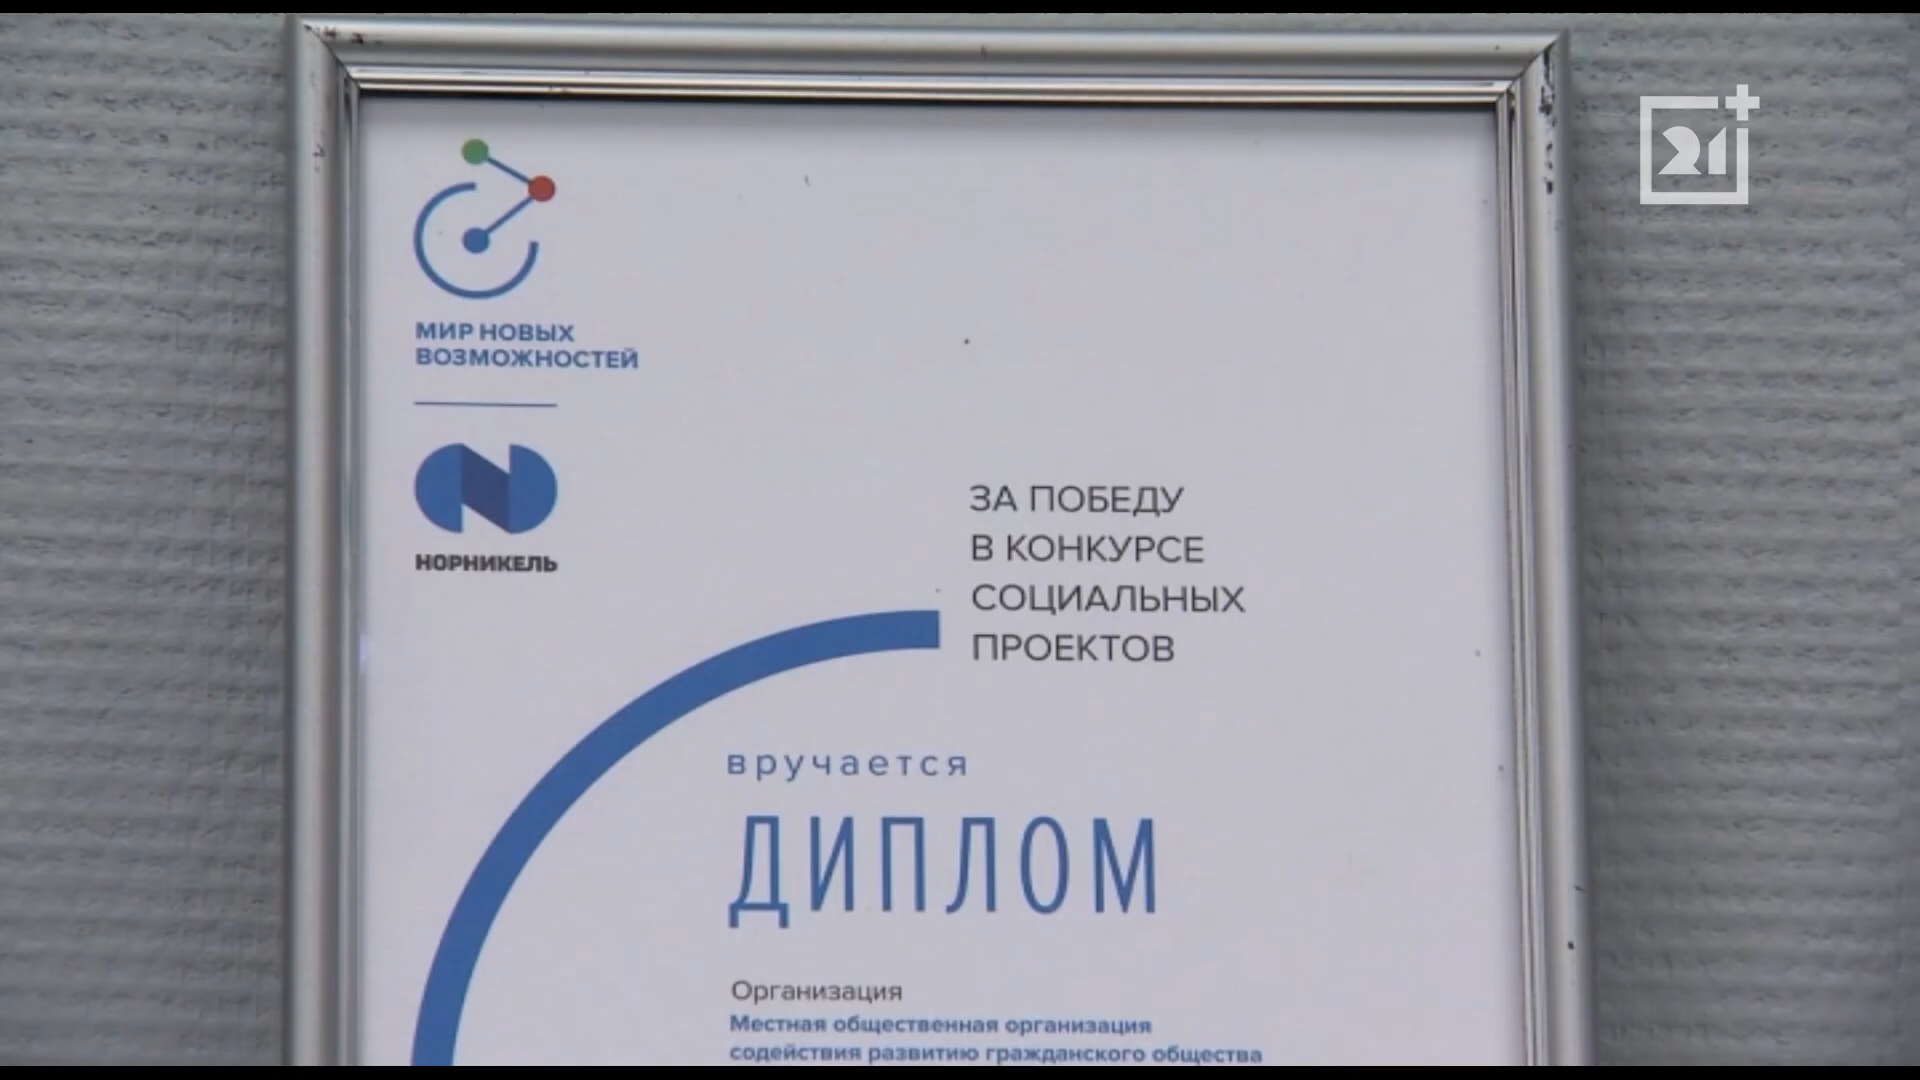 21+
МИР НОВЫХ
ВОЗМОЖНОСТЕЙ
НОРНИКЕЛЬ
ЗА ПОБЕДУ
В КОНКУРСЕ
СОЦИАЛЬНЫХ
ПРОЕКТОВ
вручается
ДИПЛОМ
Организация
Местная общественная организация
содействия развитию гражданского общества